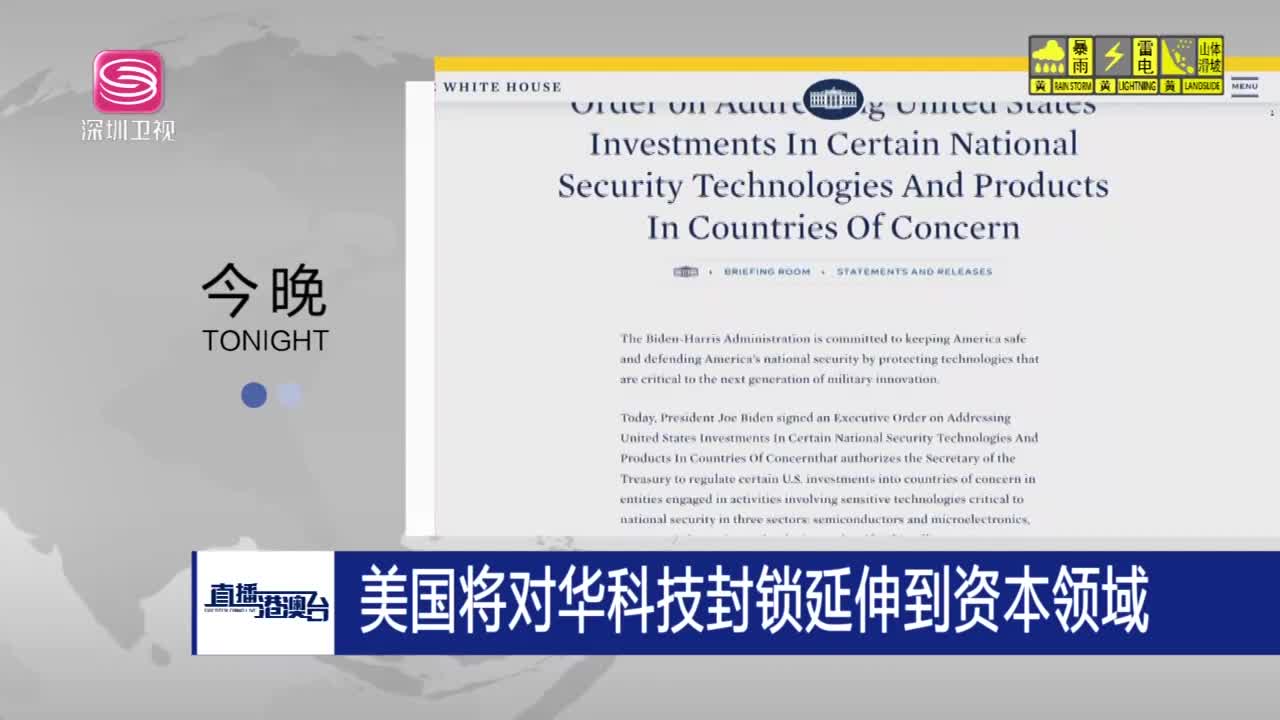 深圳卫视
暴雨
黄 RAIN STORM
雷电
黄 LIGHTNING
山体滑坡
黄 LANDSLIDE
WHITE HOUSE
MENU
Order on Addre
g United States
Investments In Certain National
Security Technologies And Products
In Countries Of Concern
BRIEFING ROOM
STATEMENTS AND RELEASES
今晚
TONIGHT
The Biden-Harris Administration is committed to keeping America safe
and defending America's national security by protecting technologies that
are critical to the next generation of military innovation.
Today, President Joe Biden signed an Executive Order on Addressing
United States Investments In Certain National Security Technologies And
Products In Countries Of Concernthat authorizes the Secretary of the
Treasury to regulate certain U.S. investments into countries of concern in
entities engaged in activities involving sensitive technologies critical to
national security in three sectors: semiconductors and microelectronics,
直播港澳台
美国将对华科技封锁延伸到资本领域